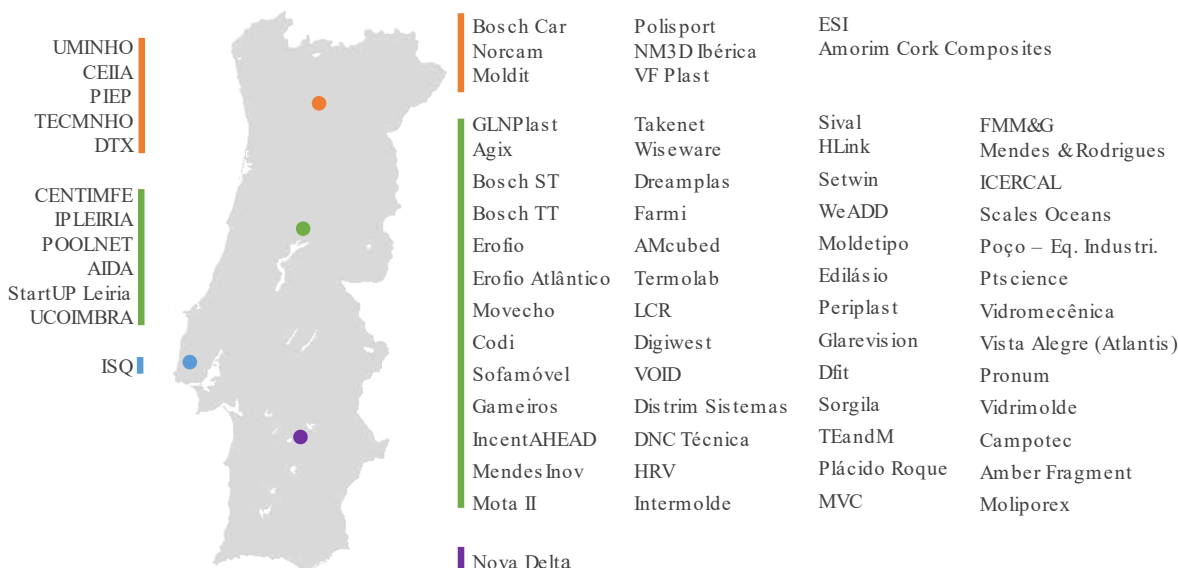 UMINHO
CEIIA
PIEP
TECMNHO
DTX
CENTIMFE
IPLEIRIA
POOLNET
AIDA
StartUP Leiria
UCOIMBRA
ISQ
Bosch Car
Norcam
Moldit
Polisport
NM3D Ibérica
VF Plast
ESI
Amorim Cork Composites
GLNPlast
Agix
Bosch ST
Bosch TT
Erofio
Erofio Atlântico
Movecho
Codi
Sofamóvel
Gameiros
IncentAHEAD
Mendes Inov
Mota II
Takenet
Wiseware
Dreamplas
Farmi
AMcubed
Termolab
LCR
Digiwest
VOID
Distrim Sistemas
DNC Técnica
HRV
Intermolde
Sival
HLink
Setwin
WeADD
Moldetipo
Edilásio
Periplast
Glarevision
Dfit
Sorgila
TEandM
Plácido Roque
MVC
FMM&G
Mendes & Rodrigues
ICERCAL
Scales Oceans
Poço – Eq. Industri.
Ptscience
Vidromecênica
Vista Alegre (Atlantis)
Pronum
Vidrimolde
Campotec
Amber Fragment
Moliporex
Nova Delta